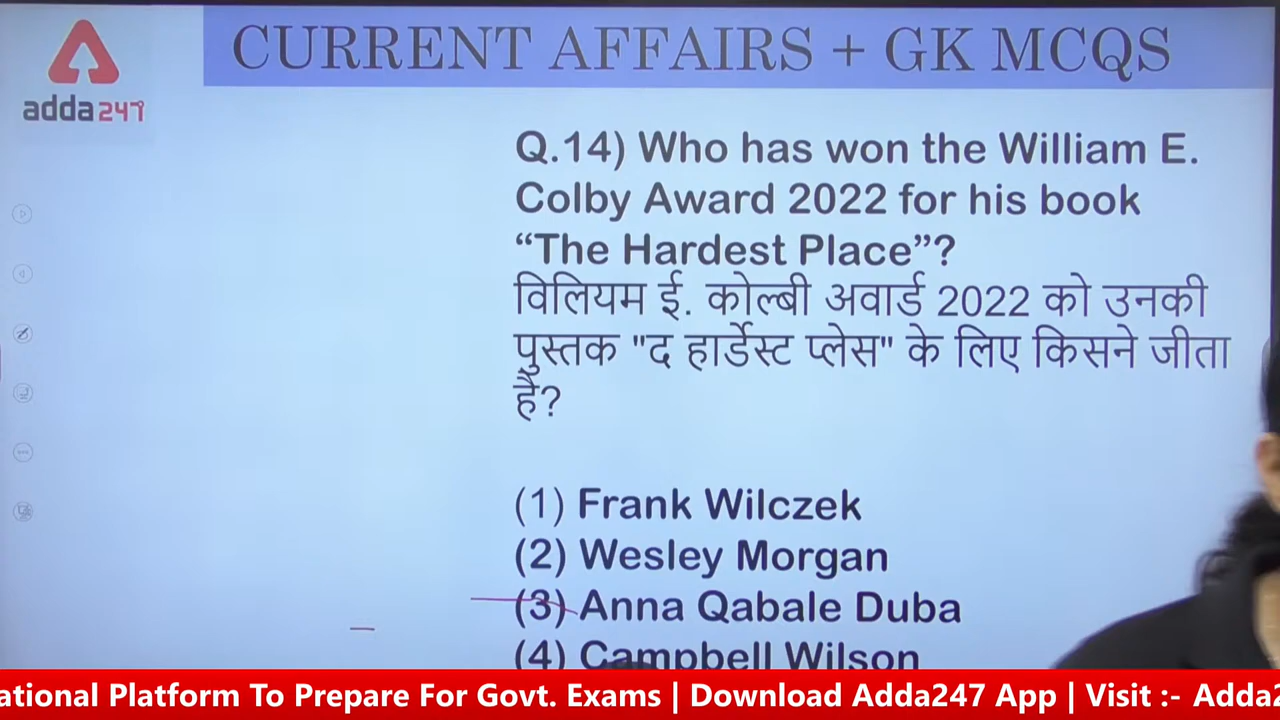 CURRENT AFFAIRS + GK MCQS
adda247
Q.14) Who has won the William E.
Colby Award 2022 for his book
“The Hardest Place”?
विलियम ई. कोल्बी अवार्ड 2022 को उनकी
पुस्तक "द हार्डेस्ट प्लेस" के लिए किसने जीता
है?
(1) Frank Wilczek
(2) Wesley Morgan
(3) Anna Qabale Duba
(4) Campbell Wilson
ational Platform To Prepare For Govt. Exams | Download Adda247 App | Visit :- Adda2